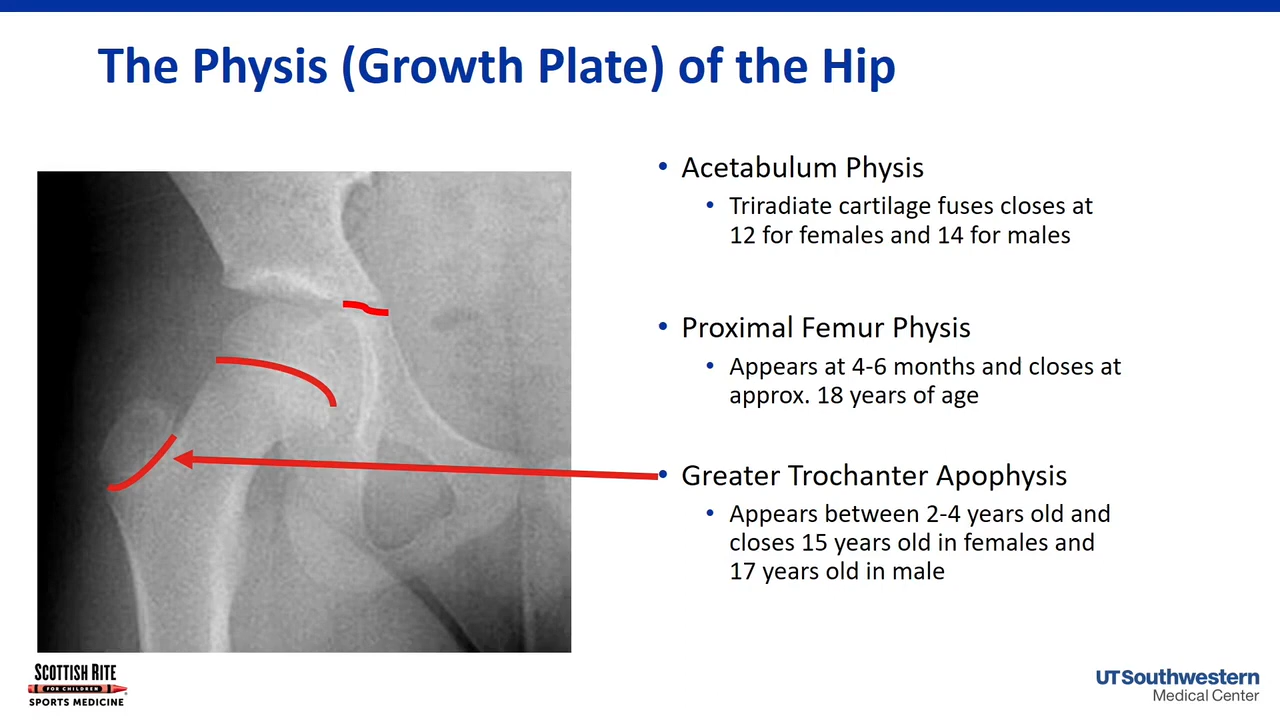 The Physis (Growth Plate) of the Hip
• Acetabulum Physis
• Triradiate cartilage fuses closes at
12 for females and 14 for males
• Proximal Femur Physis
• Appears at 4-6 months and closes at
approx. 18 years of age
• Greater Trochanter Apophysis
• Appears between 2-4 years old and
closes 15 years old in females and
17 years old in male
SCOTTISH RITE
FOR CHILDREN
SPORTS MEDICINE
UTSouthwestern
Medical Center